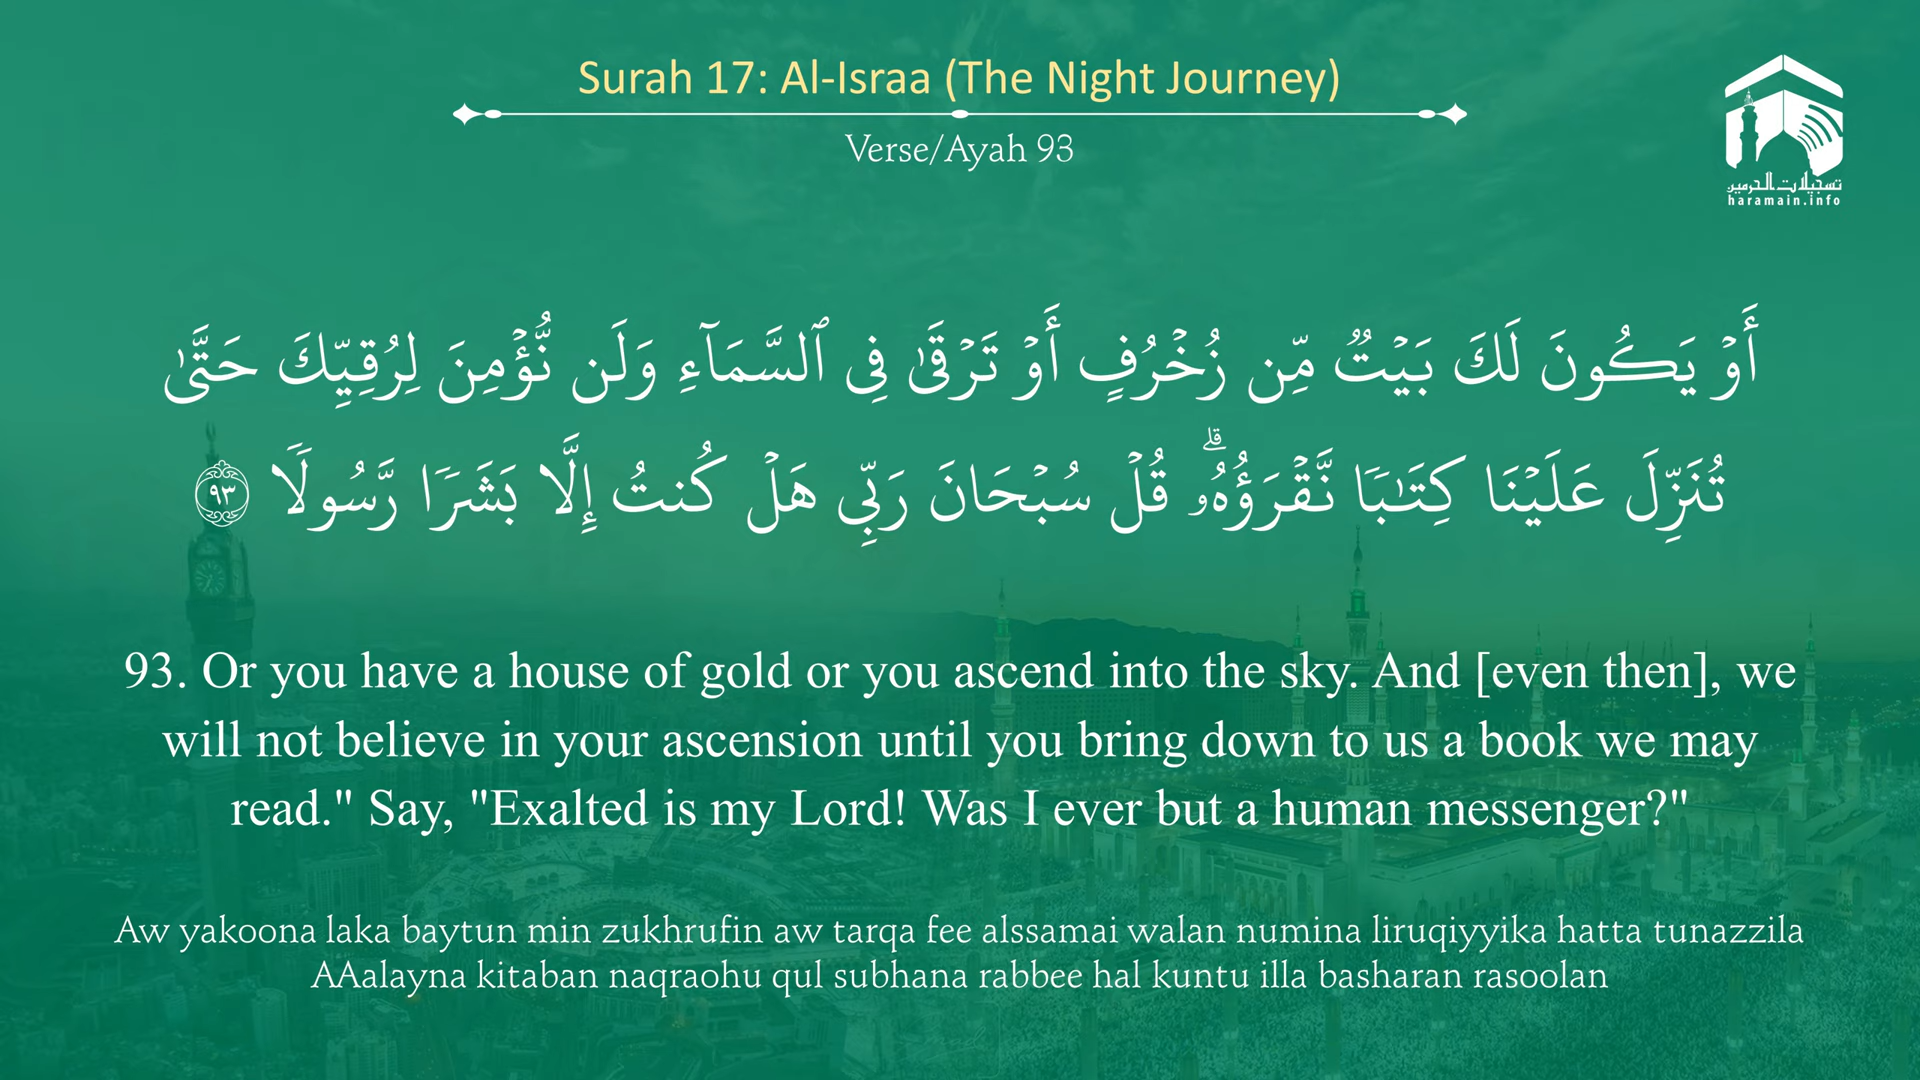 Surah 17: Al-Israa (The Night Journey)
Verse/Ayah 93
تسجيلات الحرمين
haramain.info
أَوۡ يَكُونَ لَكَ بَيۡتٞ مِّن زُخۡرُفٍ أَوۡ تَرۡقَىٰ فِي ٱلسَّمَآءِ وَلَن نُّؤۡمِنَ لِرُقِيِّكَ حَتَّىٰ
تُنَزِّلَ عَلَيۡنَا كِتَٰبٗا نَّقۡرَؤُهُۥۗ قُلۡ سُبۡحَانَ رَبِّي هَلۡ كُنتُ إِلَّا بَشَرٗا رَّسُولٗا ٩٣
93. Or you have a house of gold or you ascend into the sky. And [even then], we
will not believe in your ascension until you bring down to us a book we may
read." Say, "Exalted is my Lord! Was I ever but a human messenger?"
Aw yakoona laka baytun min zukhrufin aw tarqa fee alssamai walan numina liruqiyyika hatta tunazzila
AAalayna kitaban naqraohu qul subhana rabbee hal kuntu illa basharan rasoolan